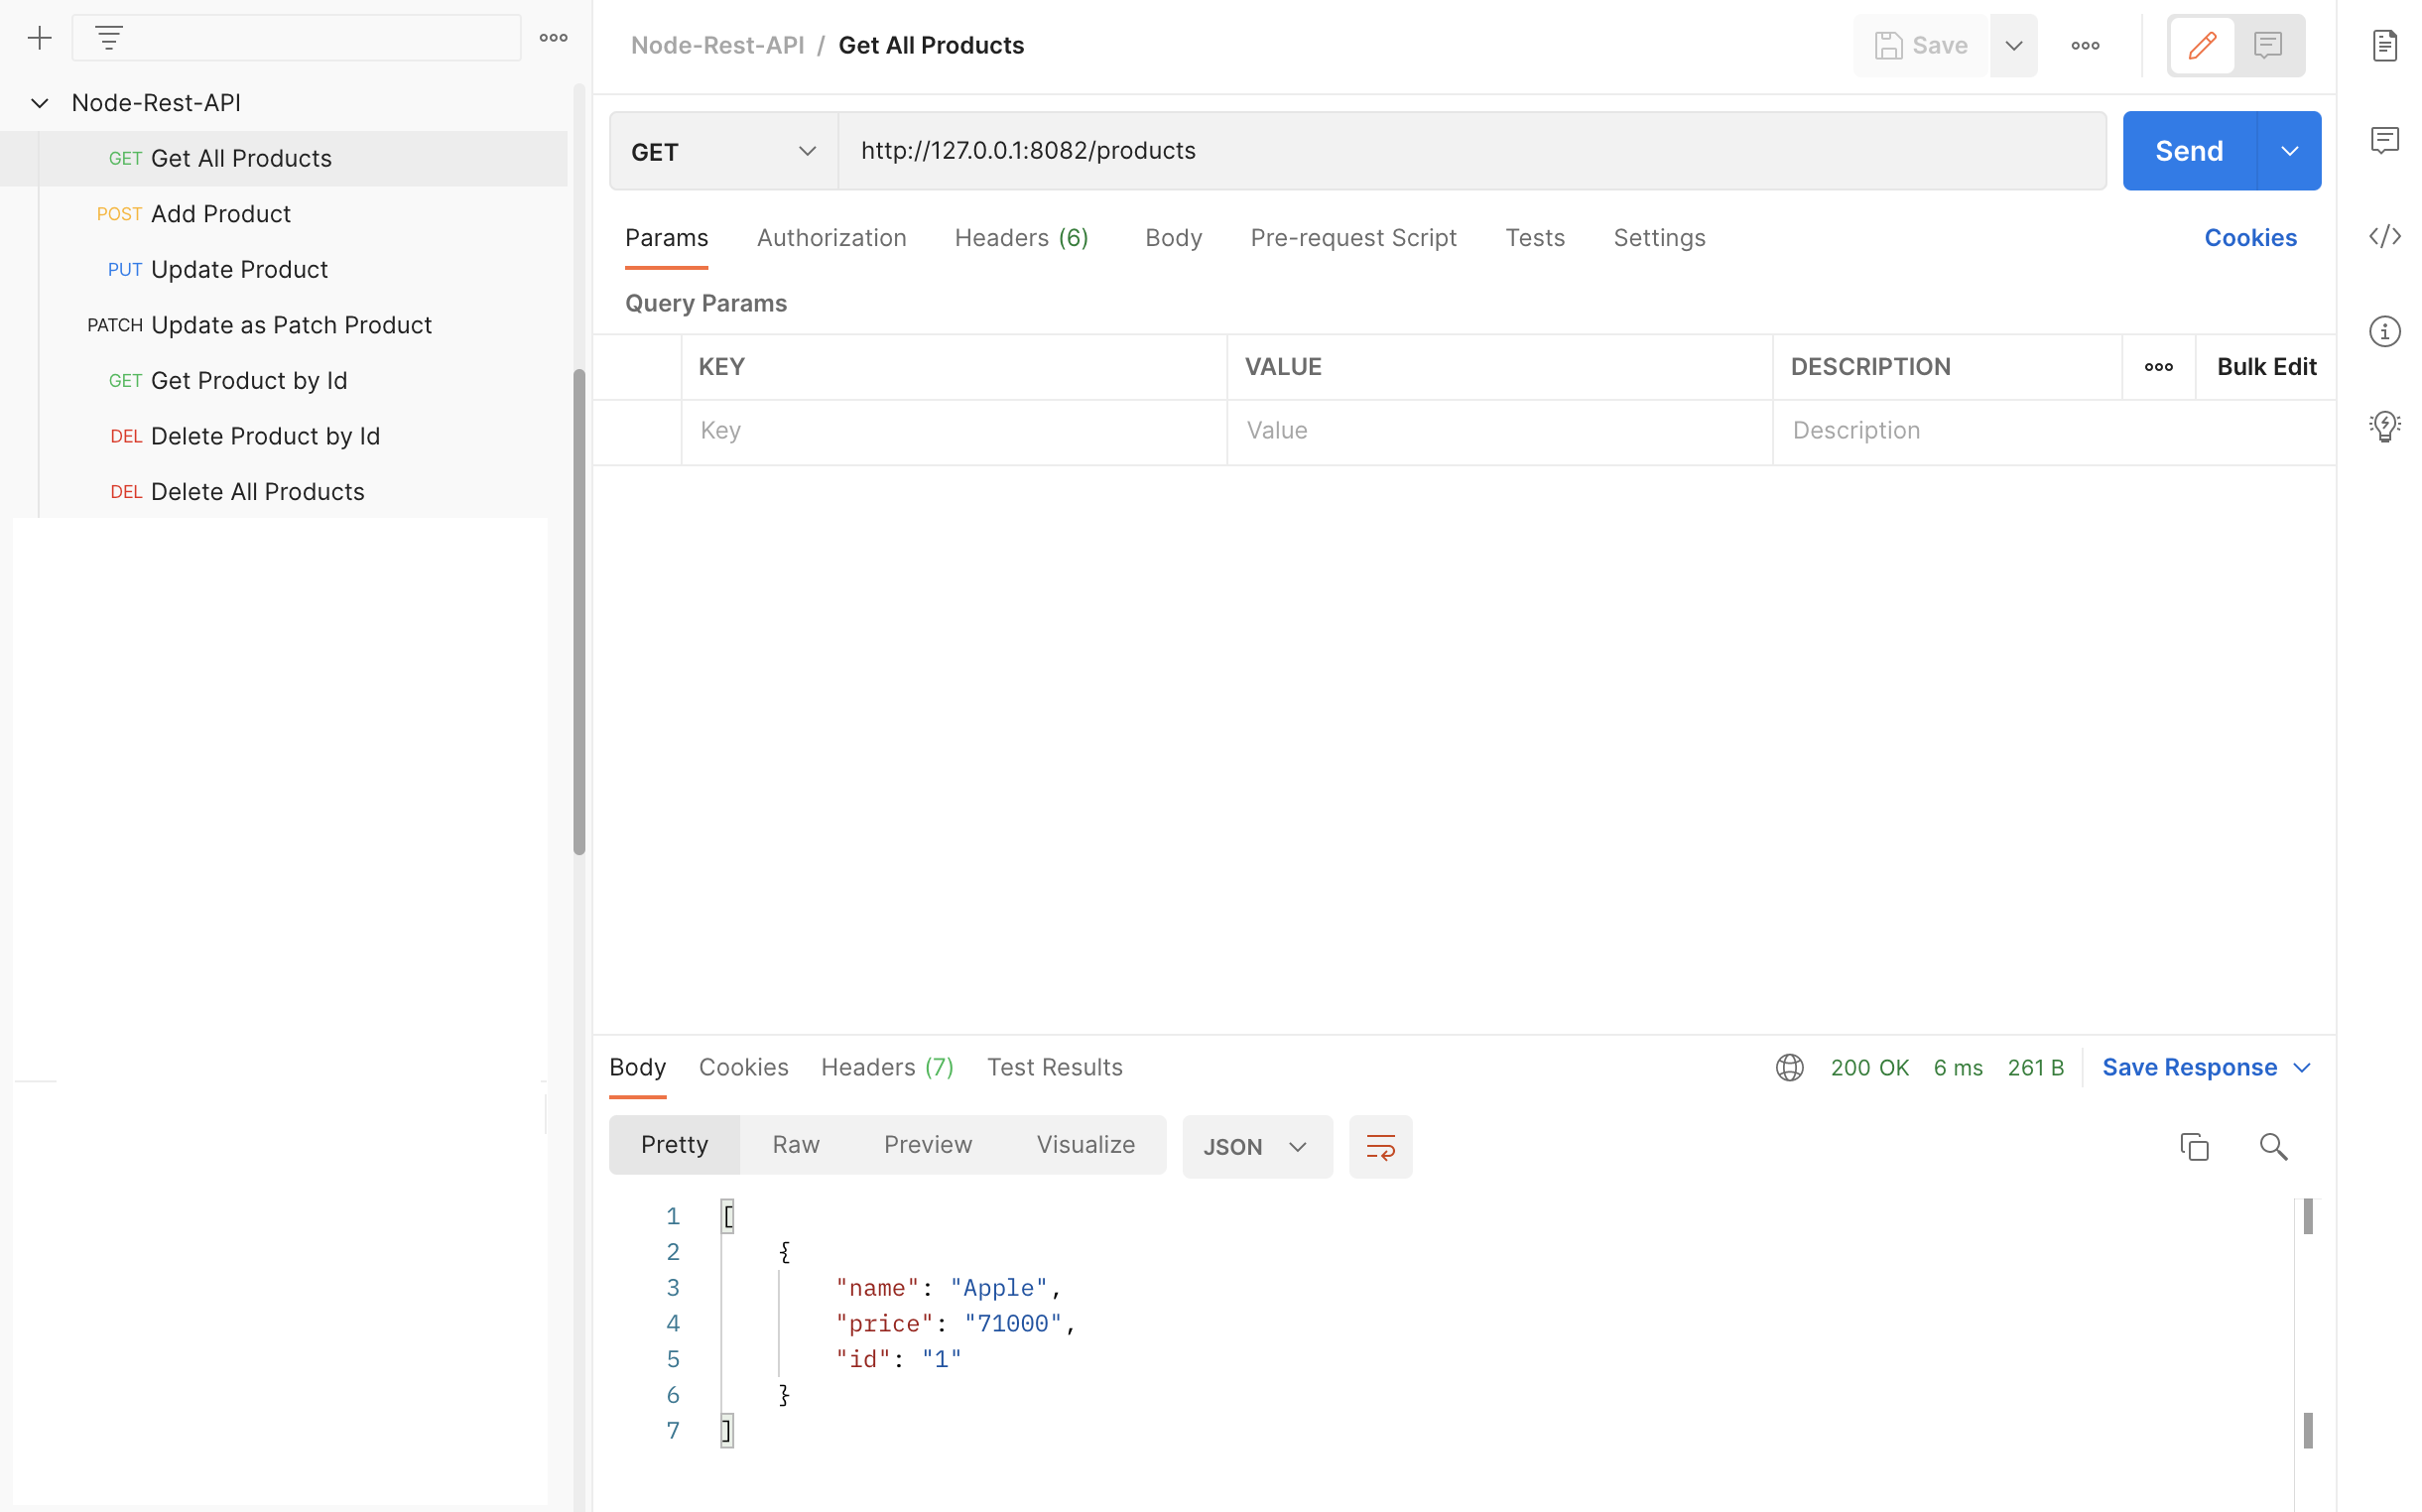 Node-Rest-API
GET Get All Products
POST Add Product
PUT Update Product
PATCH Update as Patch Product
GET Get Product by Id
DEL Delete Product by Id
DEL Delete All Products
Node-Rest-API / Get All Products
Save
GET http://127.0.0.1:8082/products
Send
Params Authorization Headers (6) Body Pre-request Script Tests Settings Cookies
Query Params
KEY VALUE DESCRIPTION Bulk Edit
Key Value Description
Body Cookies Headers (7) Test Results 200 OK 6 ms 261 B Save Response
Pretty Raw Preview Visualize JSON
1 [
2 {
3 "name": "Apple",
4 "price": "71000",
5 "id": "1"
6 }
7 ]